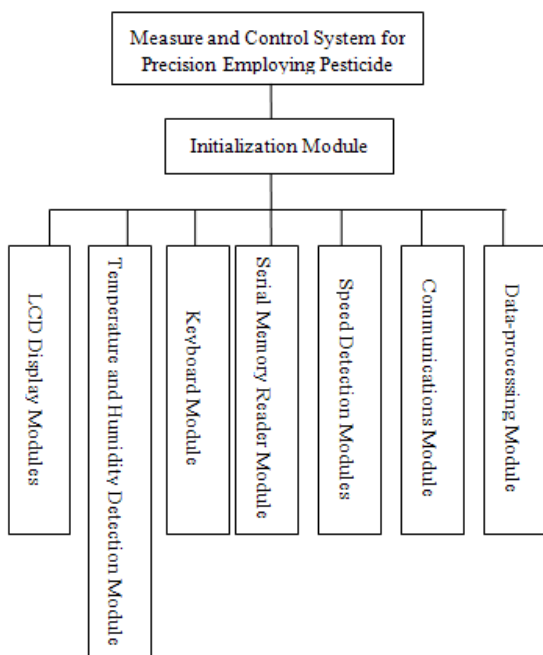 Measure and Control System for
Precision Employing Pesticide
Initialization Module
LCD Display Modules
Temperature and Humidity Detection Module
Keyboard Module
Serial Memory Reader Module
Speed Detection Modules
Communications Module
Data-processing Module